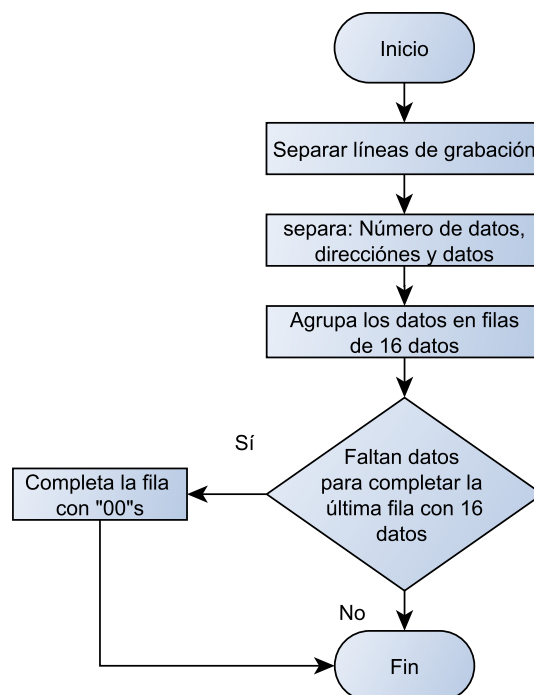 Inicio
Separar líneas de grabación
separa: Número de datos,
direcciónes y datos
Agrupa los datos en filas
de 16 datos
Faltan datos
para completar la
última fila con 16
datos
Sí
Completa la fila
con "00"s
No
Fin